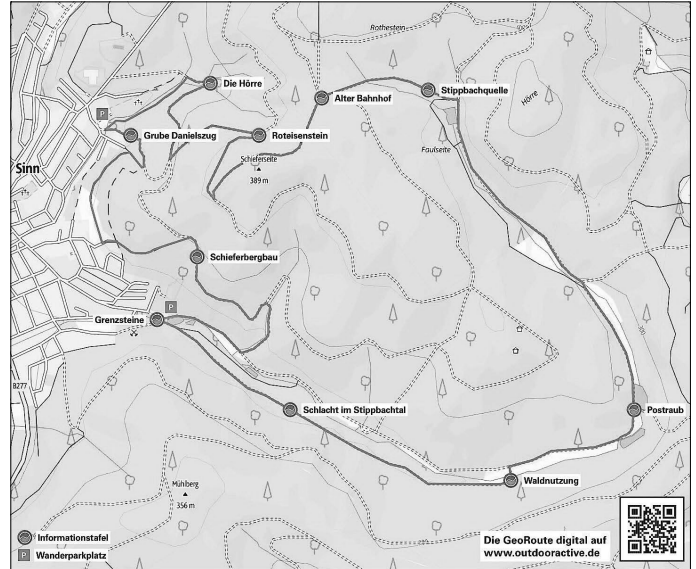 Rothestein
Die Hörre
Alter Bahnhof
Stippbachquelle
Hörre
P
Grube Danielszug
Roteisenstein
Faulseite
Sinn
Schieferseite
389 m
Schieferbergbau
P
Grenzsteine
B277
Schlacht im Stippbachtal
Postraub
Waldnutzung
Mühlberg
356 m
Informationstafel
P Wanderparkplatz
Die GeoRoute digital auf
www.outdooractive.de